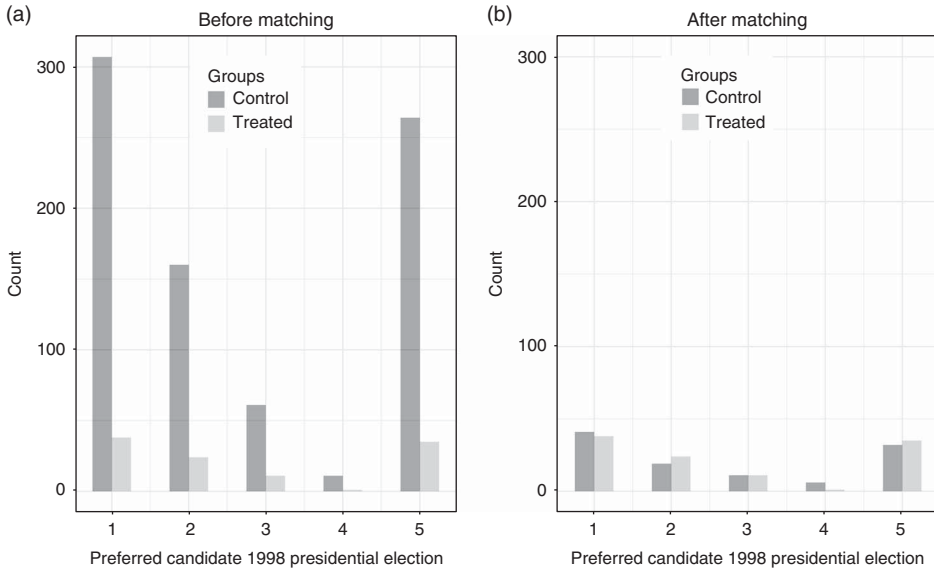 (a)
Before matching
Groups
Control
Treated
300
200
100
0
Count
1 2 3 4 5
Preferred candidate 1998 presidential election
(b)
After matching
Groups
Control
Treated
300
200
100
0
Count
1 2 3 4 5
Preferred candidate 1998 presidential election